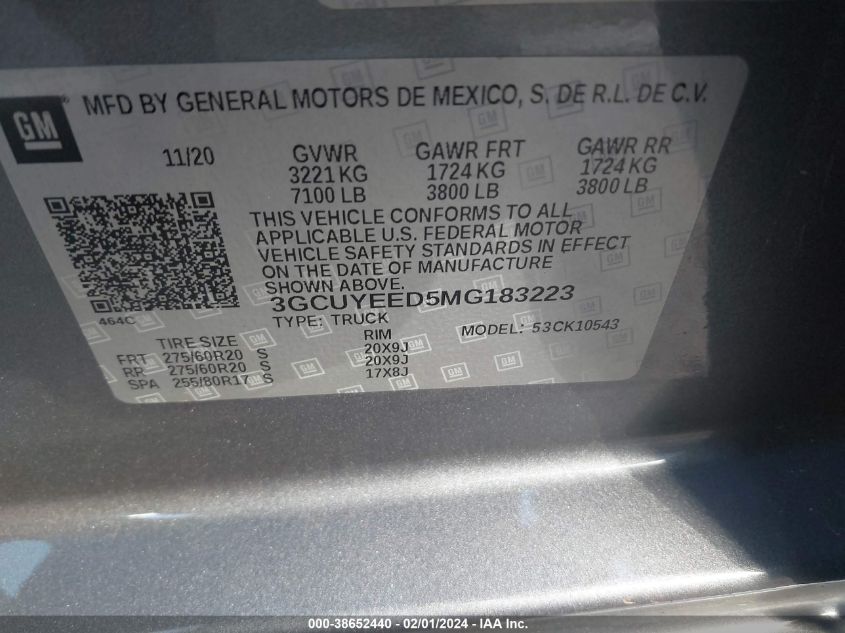 GM ® MFD BY GENERAL MOTORS DE MEXICO, S. DE R.L. DE C.V.
11/20 GVWR GAWR FRT GAWR RR
3221 KG 1724 KG 1724 KG
7100 LB 3800 LB 3800 LB
THIS VEHICLE CONFORMS TO ALL
APPLICABLE U.S. FEDERAL MOTOR
VEHICLE SAFETY STANDARDS IN EFFECT
ON THE DATE OF MANUFACTURE
SHOWN ABOVE.
3GCUYEED5MG183223
464C
TYPE: TRUCK MODEL: 53CK10543
TIRE SIZE RIM
FRT 275/60R20 S 20X9J
RR 275/60R20 S 20X9J
SPA 255/80R17 S 17X8J
000-38652440 - 02/01/2024 - IAA Inc.